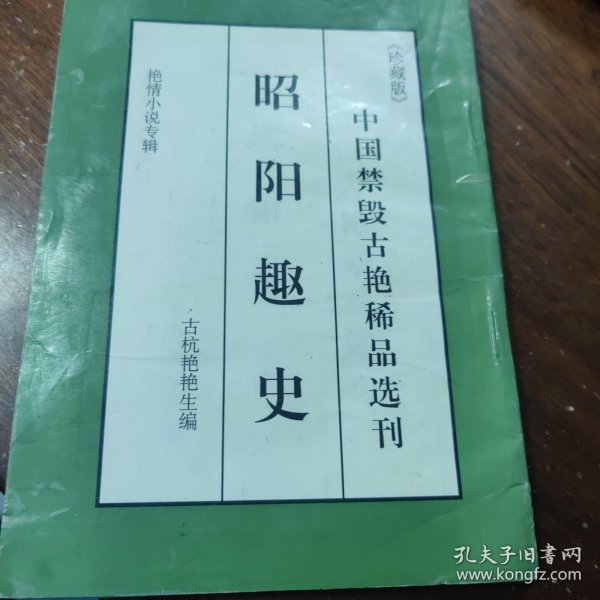 《珍藏版》
中国禁毁古艳稀品选刊
昭阳趣史
艳情小说专辑
·古杭艳艳生编
孔夫子旧书网
www.kongfz.com